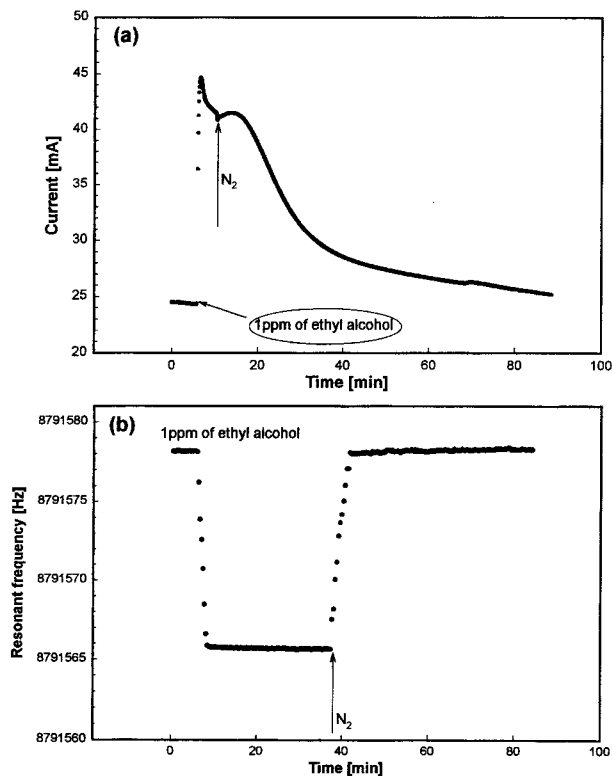 (a)
50
45
40
35
30
25
20
Current [mA]
N2
1ppm of ethyl alcohol
0 20 40 60 80 100
Time [min]
(b)
8791580
8791575
8791570
8791565
8791560
Resonant frequency [Hz]
1ppm of ethyl alcohol
N2
0 20 40 60 80 100
Time [min]